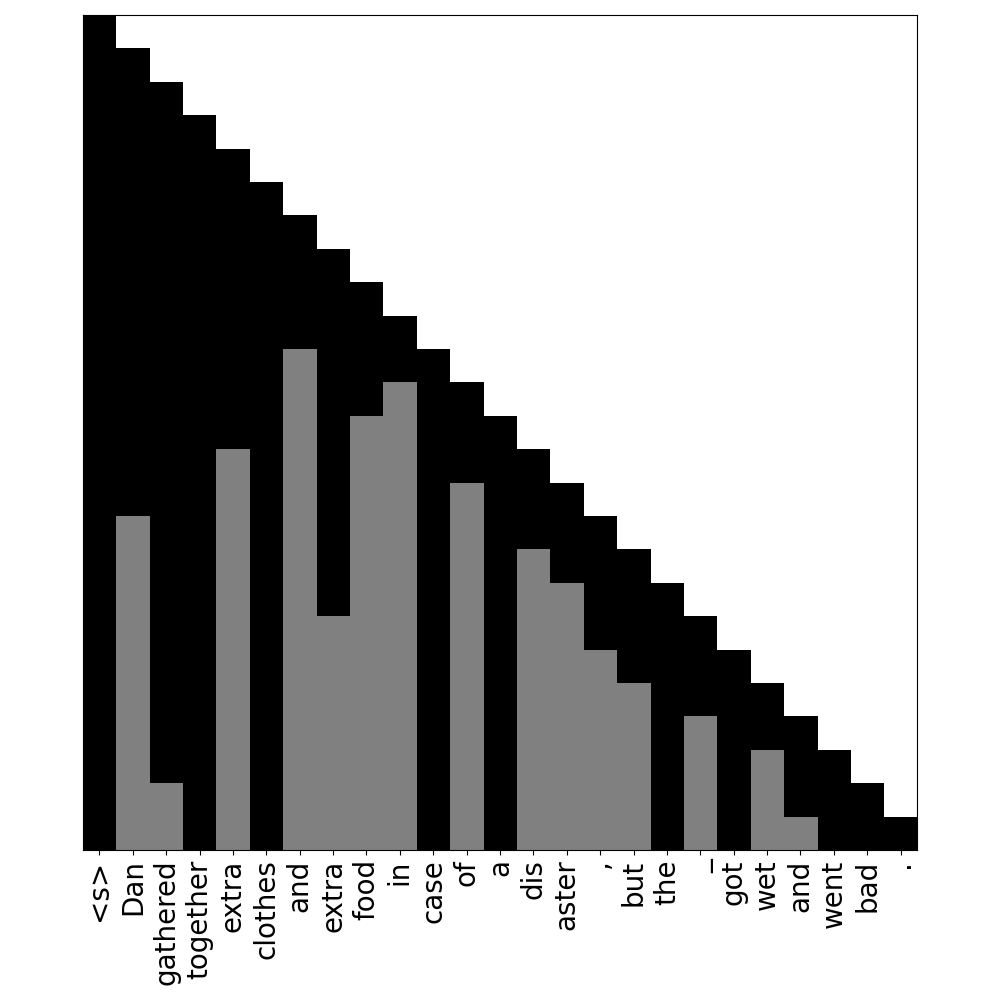 <s> Dan gathered together extra clothes and extra food in case of a dis aster , but the _ got wet and went bad .